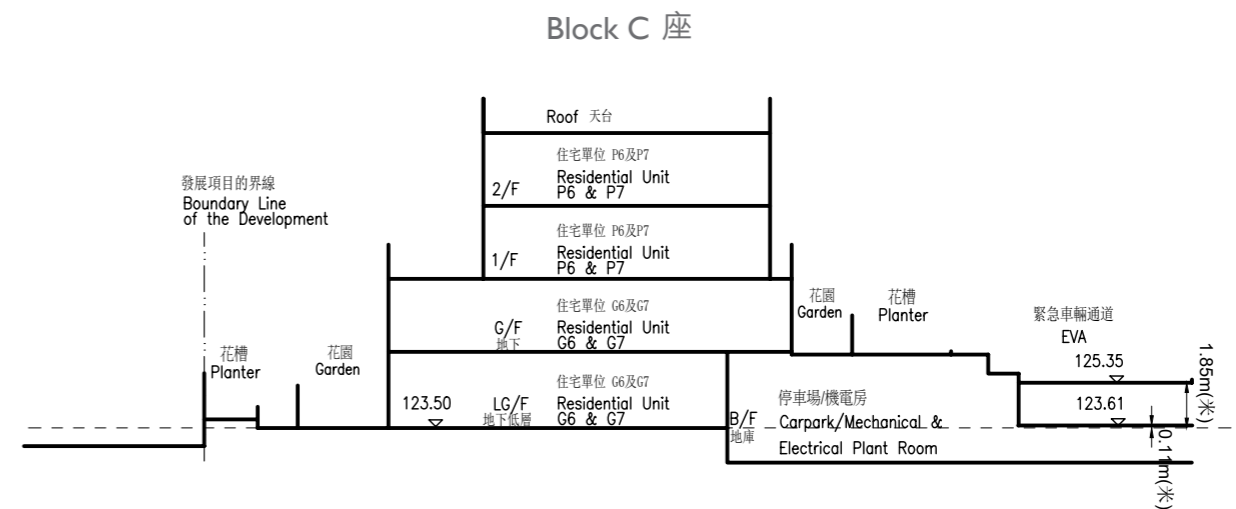 Block C 座
Roof 天台
住宅單位 P6及P7
2/F
Residential Unit
P6 & P7
發展項目的界線
Boundary Line
of the Development
住宅單位 P6及P7
1/F
Residential Unit
P6 & P7
住宅單位 G6及G7
G/F
地下
Residential Unit
G6 & G7
花園
Garden
花槽
Planter
緊急車輛通道
EVA
125.35
花槽
Planter
花園
Garden
1.85m(米)
住宅單位 G6及G7
123.50
LG/F
地下低層
Residential Unit
G6 & G7
B/F
地庫
停車場/機電房
Carpark/Mechanical &
Electrical Plant Room
123.61
0.11m(米)